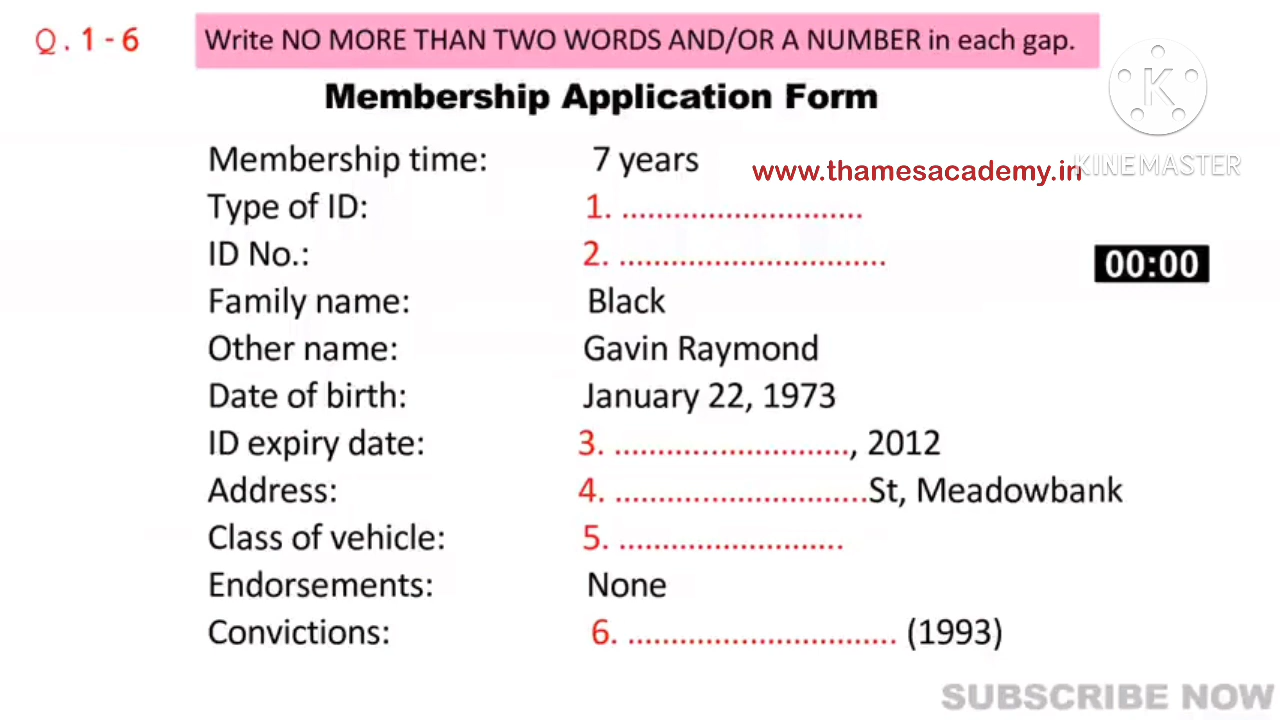 Q. 1 - 6 Write NO MORE THAN TWO WORDS AND/OR A NUMBER in each gap.
K
Membership Application Form
Membership time: 7 years
www.thamesacademy.in KINEMASTER
Type of ID: 1. ............................
ID No.: 2. ...............................
00:00
Family name: Black
Other name: Gavin Raymond
Date of birth: January 22, 1973
ID expiry date: 3. ..........................., 2012
Address: 4. .............................St, Meadowbank
Class of vehicle: 5. ..........................
Endorsements: None
Convictions: 6. ............................... (1993)
SUBSCRIBE NOW